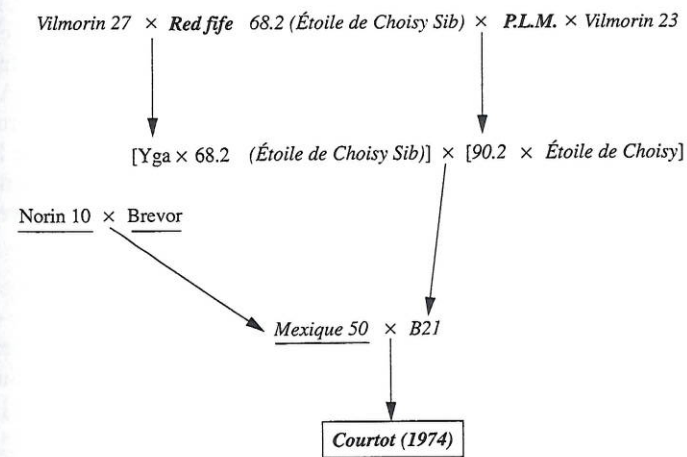 Vilmorin 27 × Red fife 68.2 (Étoile de Choisy Sib) × P.L.M. × Vilmorin 23
[Yga × 68.2 (Étoile de Choisy Sib)] × [90.2 × Étoile de Choisy]
Norin 10 × Brevor
Mexique 50 × B21
Courtot (1974)